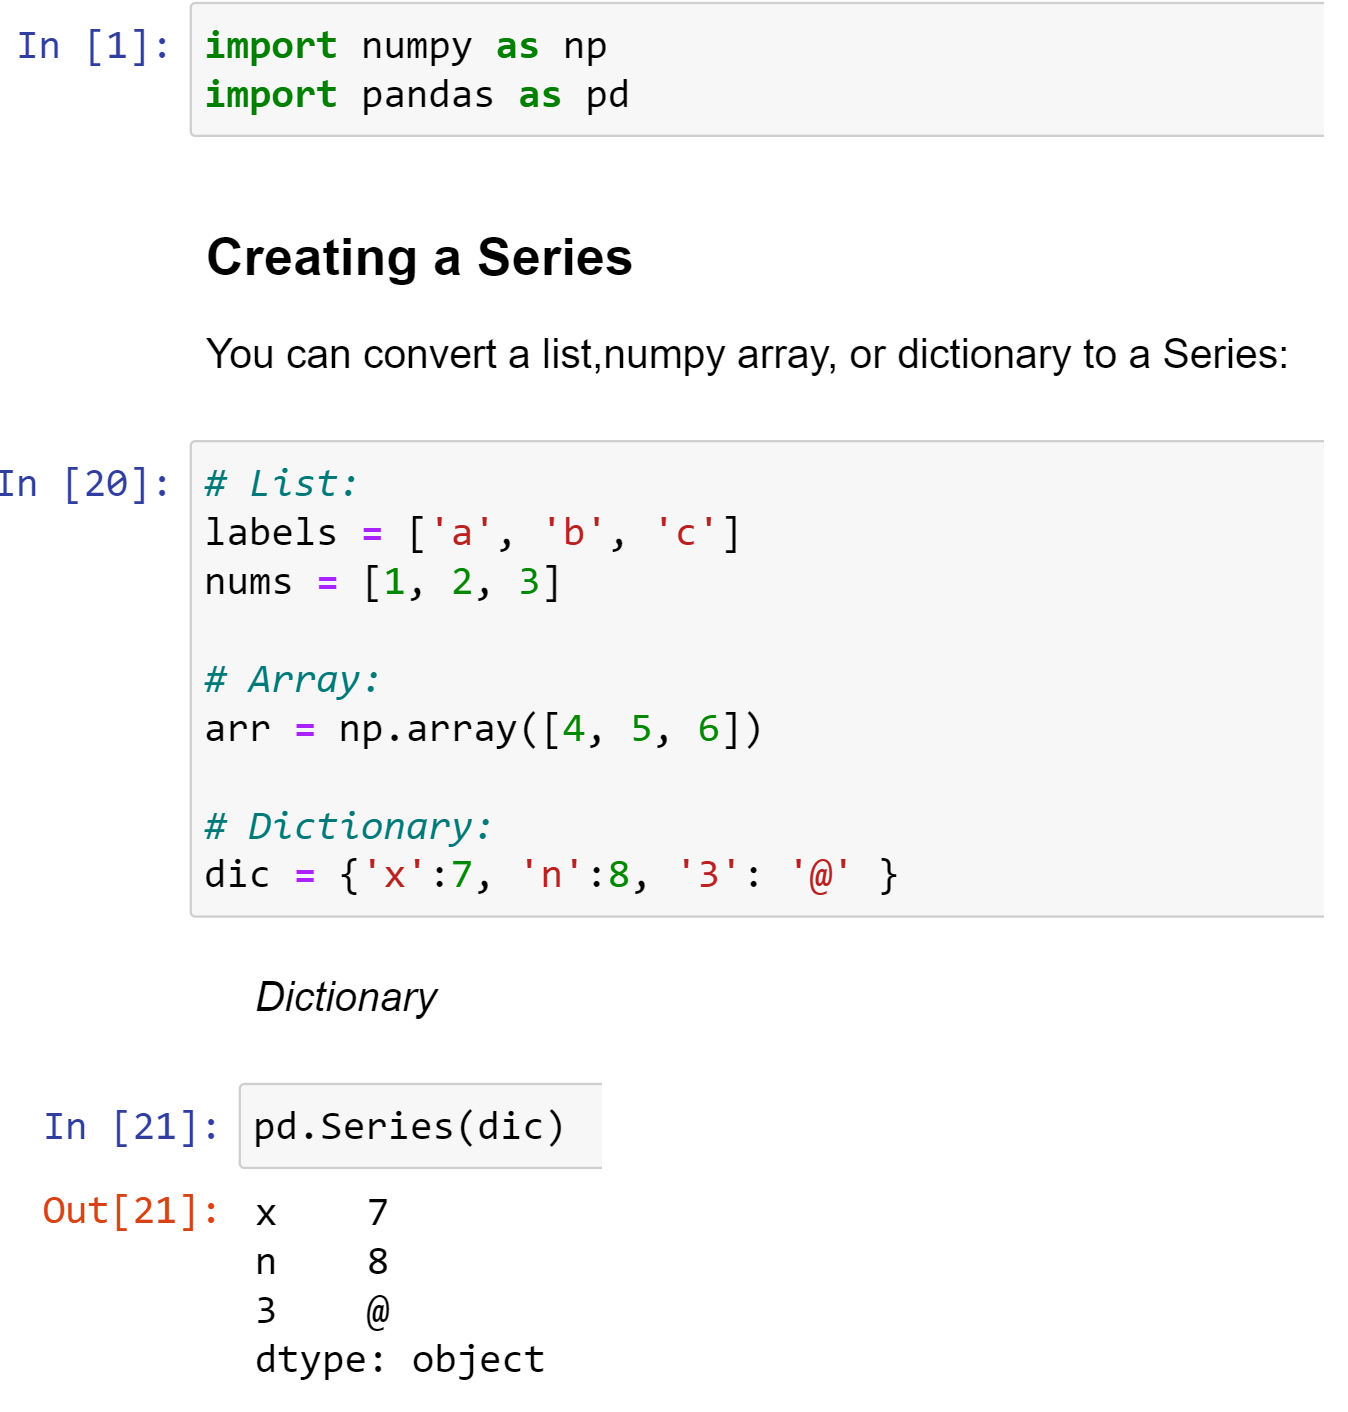 In [1]: import numpy as np
import pandas as pd
Creating a Series
You can convert a list,numpy array, or dictionary to a Series:
In [20]: # List:
labels = ['a', 'b', 'c']
nums = [1, 2, 3]
# Array:
arr = np.array([4, 5, 6])
# Dictionary:
dic = {'x':7, 'n':8, '3': '@' }
Dictionary
In [21]: pd.Series(dic)
Out[21]: x    7
n    8
3    @
dtype: object